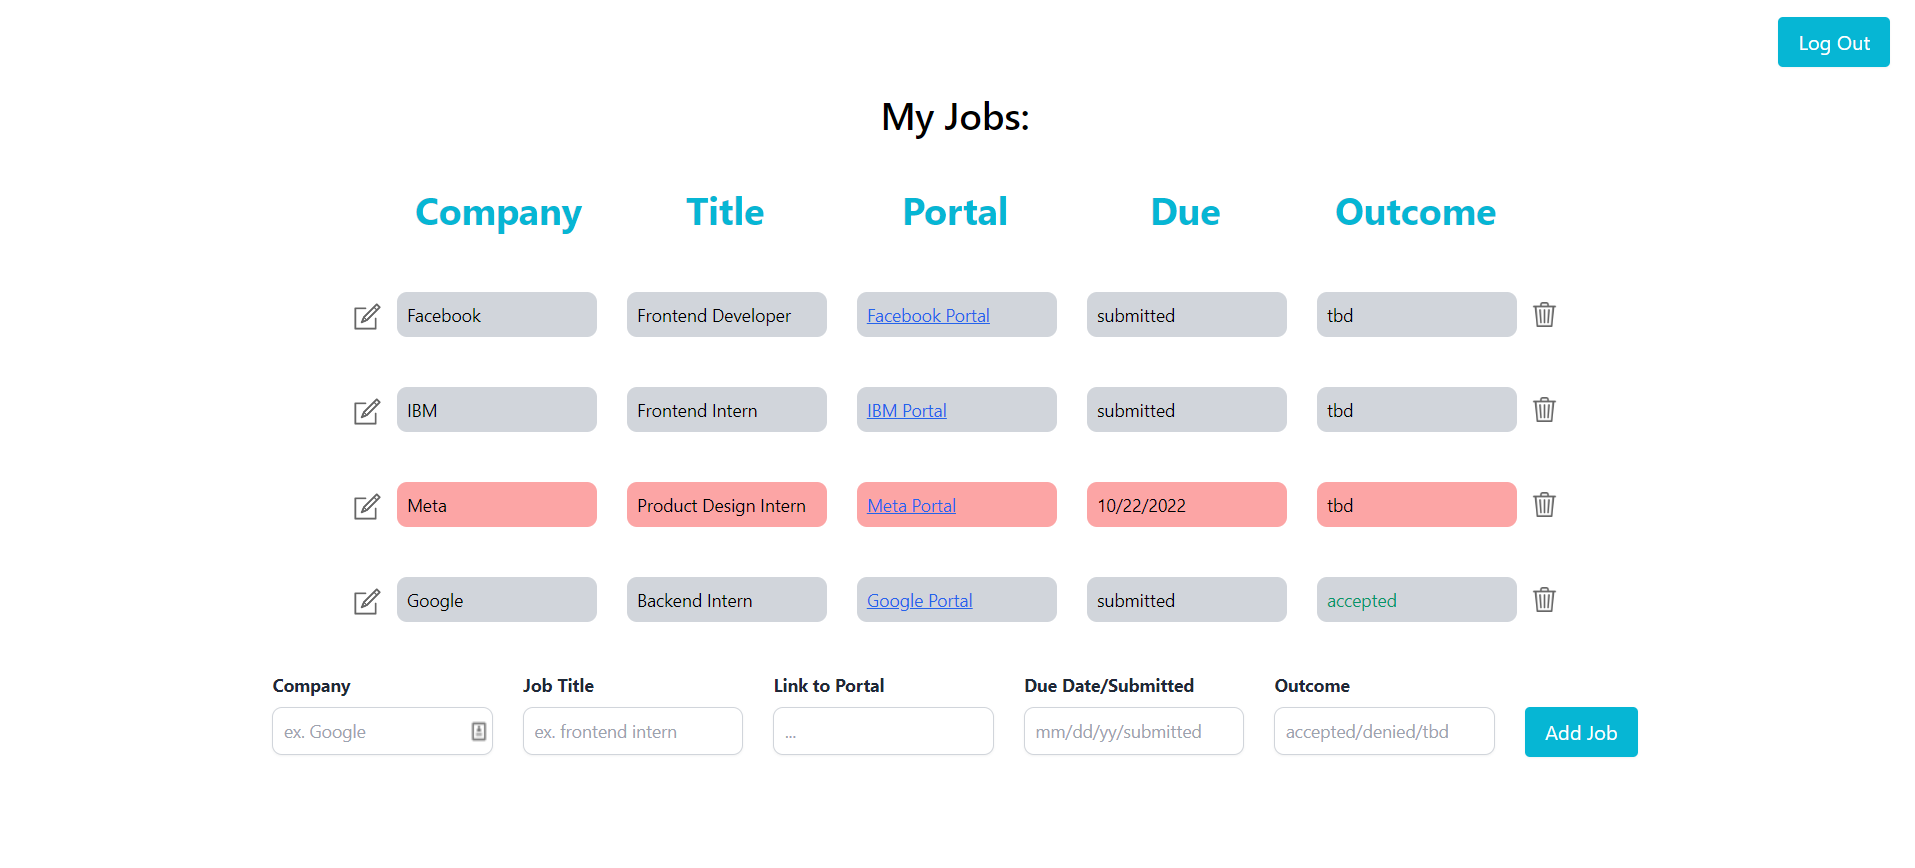 Log Out
My Jobs:
Company Title Portal Due Outcome
Facebook Frontend Developer Facebook Portal submitted tbd
IBM Frontend Intern IBM Portal submitted tbd
Meta Product Design Intern Meta Portal 10/22/2022 tbd
Google Backend Intern Google Portal submitted accepted
Company Job Title Link to Portal Due Date/Submitted Outcome
ex. Google ex. frontend intern ... mm/dd/yy/submitted accepted/denied/tbd Add Job